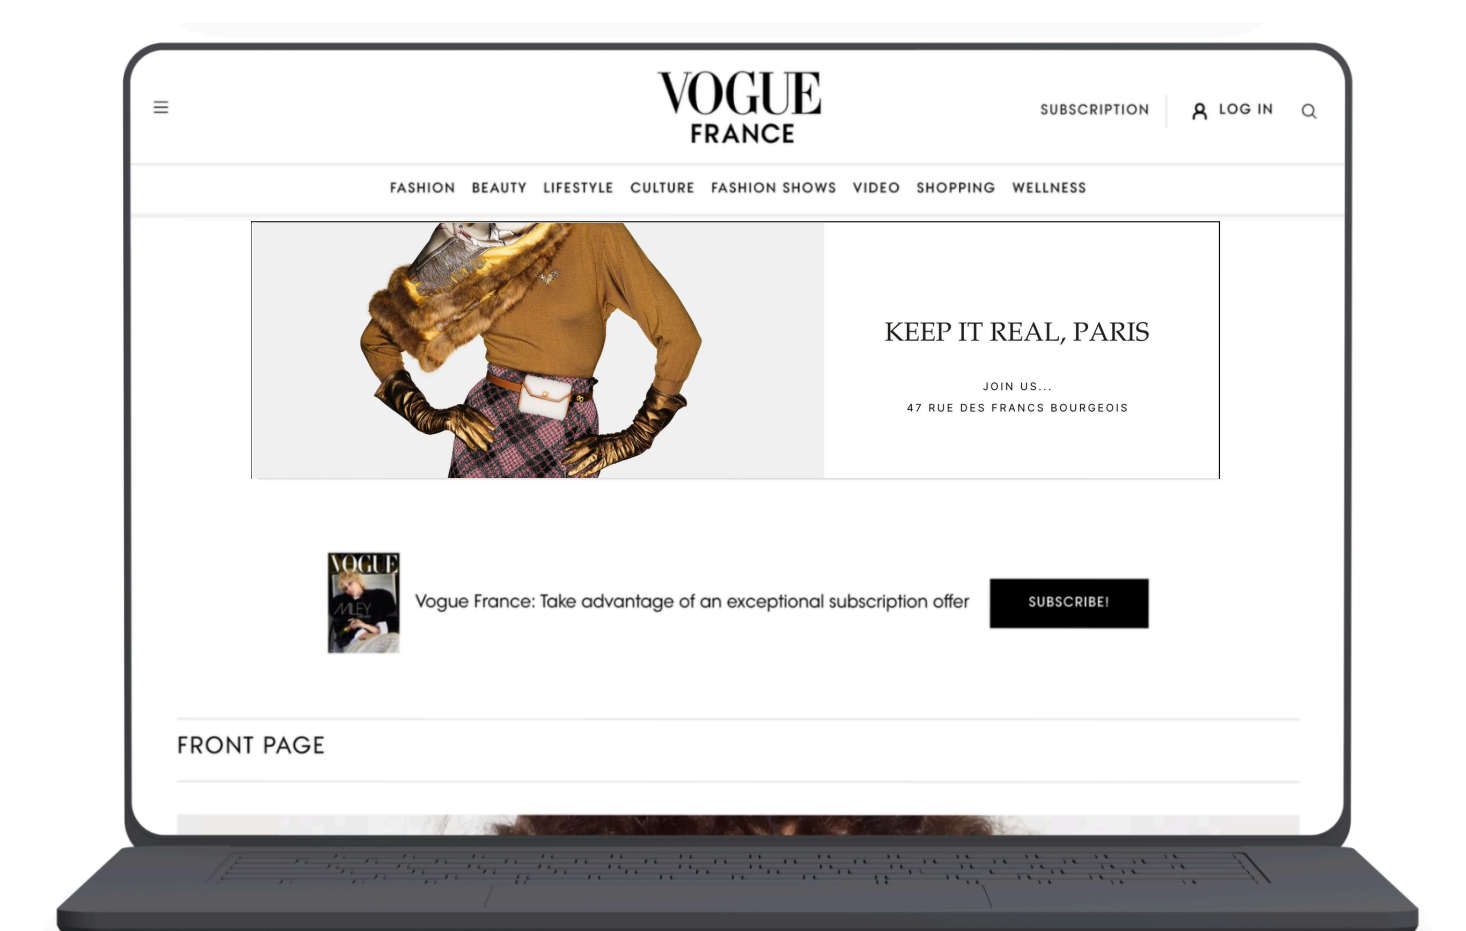 VOGUE
FRANCE
SUBSCRIPTION
LOG IN
FASHION BEAUTY LIFESTYLE CULTURE FASHION SHOWS VIDEO SHOPPING WELLNESS
KEEP IT REAL, PARIS
JOIN US...
47 RUE DES FRANCS BOURGEOIS
VOGUE
MILEY
Vogue France: Take advantage of an exceptional subscription offer
SUBSCRIBE!
FRONT PAGE